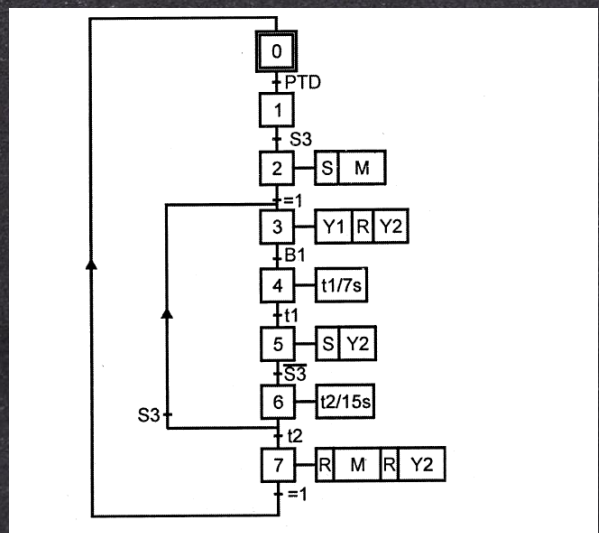 0
PTD
1
S3
2 S M
=1
3 Y1 R Y2
B1
4 t1/7s
t1
5 S Y2
S3̅
6 t2/15s
S3
t2
7 R M R Y2
=1